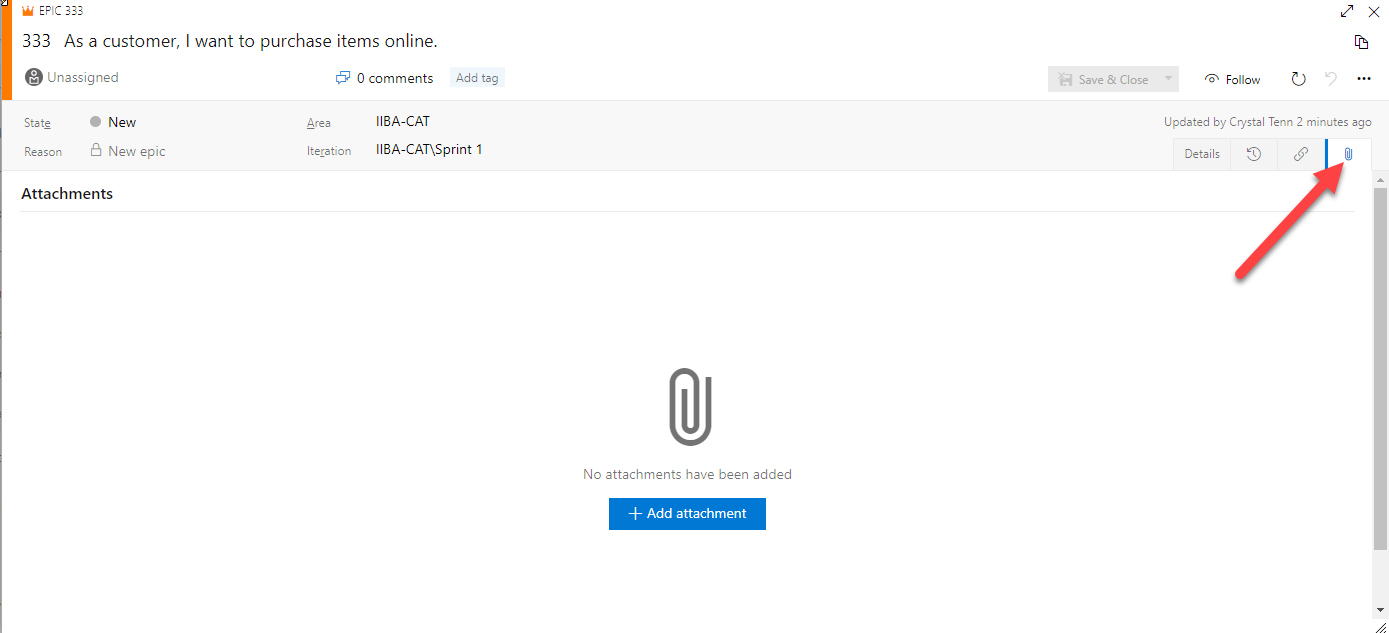 EPIC 333
333 As a customer, I want to purchase items online.
Unassigned
0 comments
Add tag
Save & Close
Follow
State
New
Area
IIBA-CAT
Updated by Crystal Tenn 2 minutes ago
Reason
New epic
Iteration
IIBA-CAT\Sprint 1
Details
Attachments
No attachments have been added
Add attachment